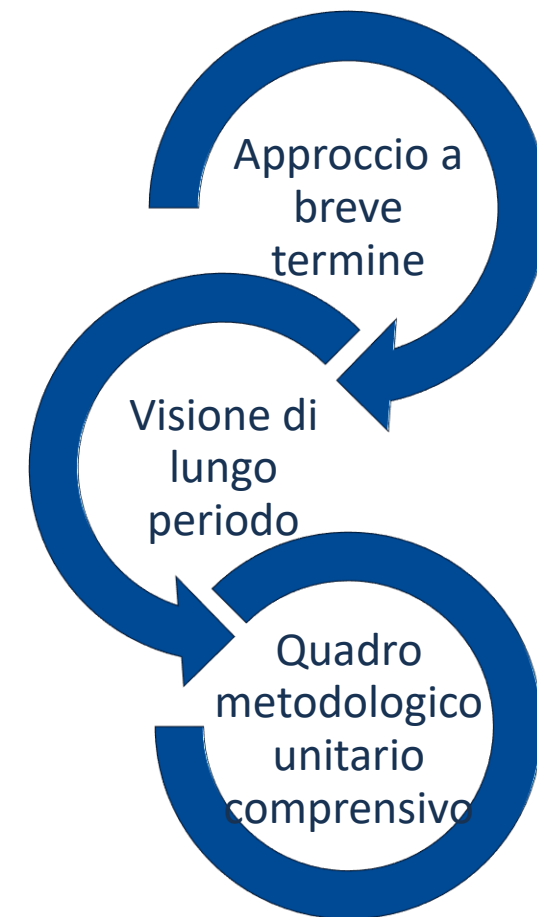 Approccio a
breve
termine
Visione di
lungo
periodo
Quadro
metodologico
unitario
comprensivo